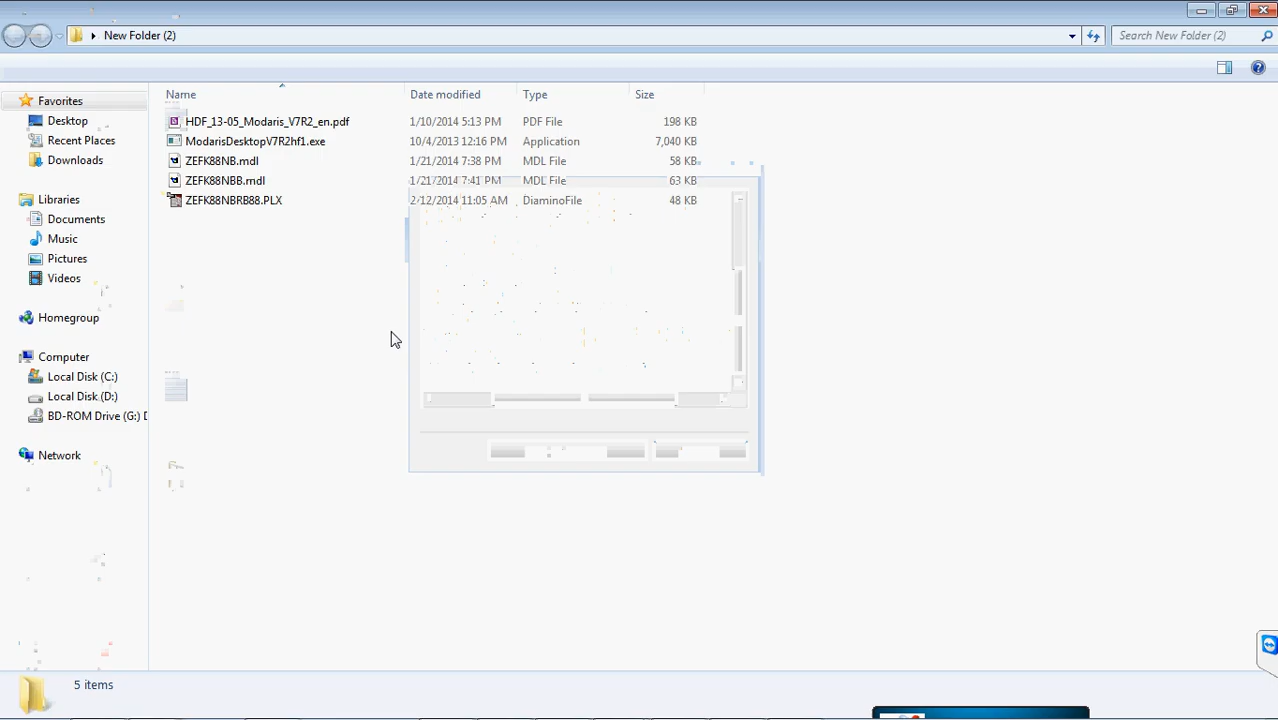 New Folder (2)
Search New Folder (2)
Name Date modified Type Size
Favorites
Desktop
Recent Places
Downloads
Libraries
Documents
Music
Pictures
Videos
Homegroup
Computer
Local Disk (C:)
Local Disk (D:)
BD-ROM Drive (G:) D
Network
HDF_13-05_Modaris_V7R2_en.pdf 1/10/2014 5:13 PM PDF File 198 KB
ModarisDesktopV7R2hf1.exe 10/4/2013 12:16 PM Application 7,040 KB
ZEFK88NB.mdl 1/21/2014 7:38 PM MDL File 58 KB
ZEFK88NBB.mdl 1/21/2014 7:41 PM MDL File 63 KB
ZEFK88NBRB88.PLX 2/12/2014 11:05 AM DiaminoFile 48 KB
5 items